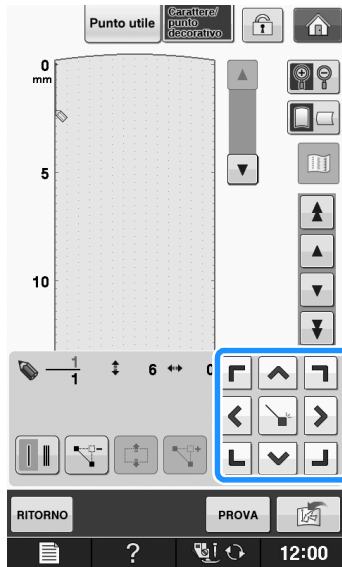 Punto utile
Carattere/
punto
decorativo
0
mm
5
10
1
1
6
0
RITORNO
PROVA
?
12:00